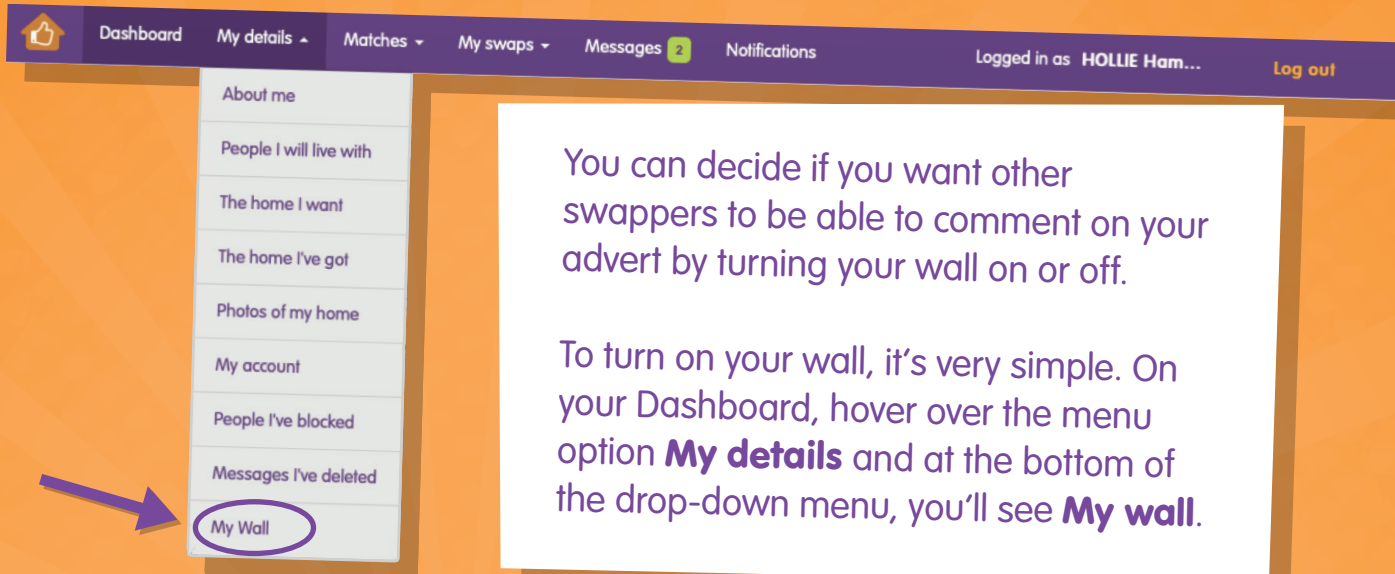 Dashboard My details Matches My swaps Messages 2 Notifications Logged in as HOLLIE Ham... Log out
About me
People I will live with
The home I want
The home I've got
Photos of my home
My account
People I've blocked
Messages I've deleted
My Wall
You can decide if you want other
swappers to be able to comment on your
advert by turning your wall on or off.
To turn on your wall, it's very simple. On
your Dashboard, hover over the menu
option My details and at the bottom of
the drop-down menu, you'll see My wall.